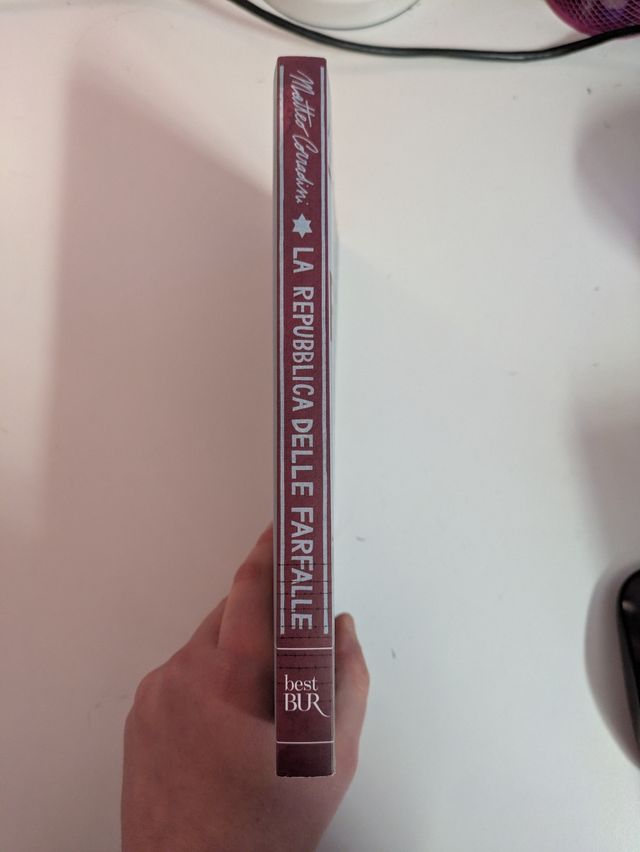 Matteo Corradini
LA REPUBBLICA DELLE FARFALLE
best
BUR